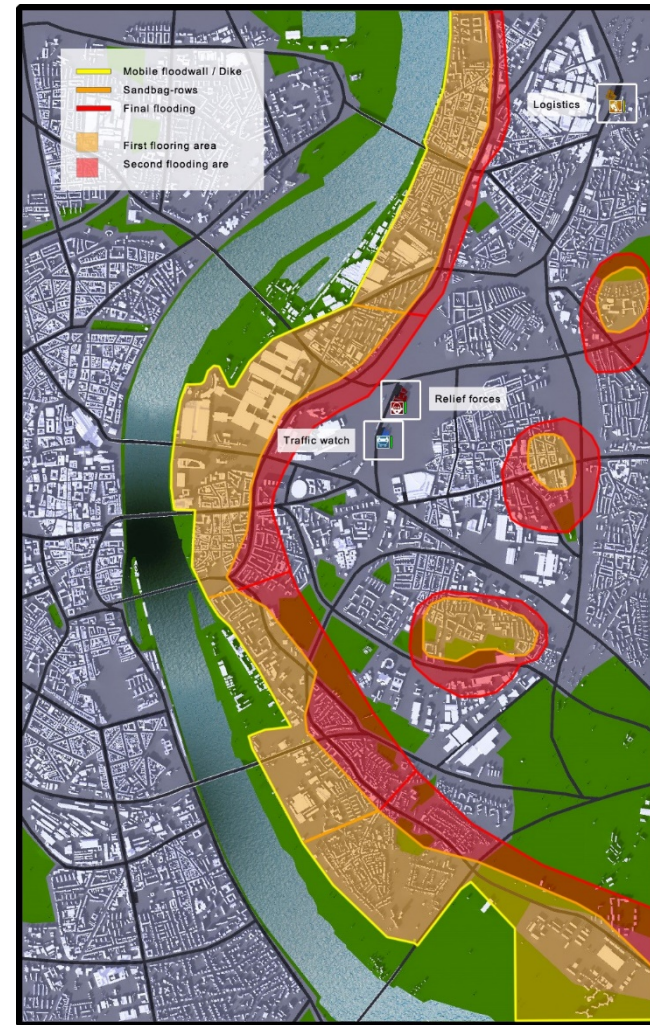 Mobile floodwall / Dike
Sandbag-rows
Final flooding
First flooring area
Second flooding are
Logistics
Relief forces
Traffic watch